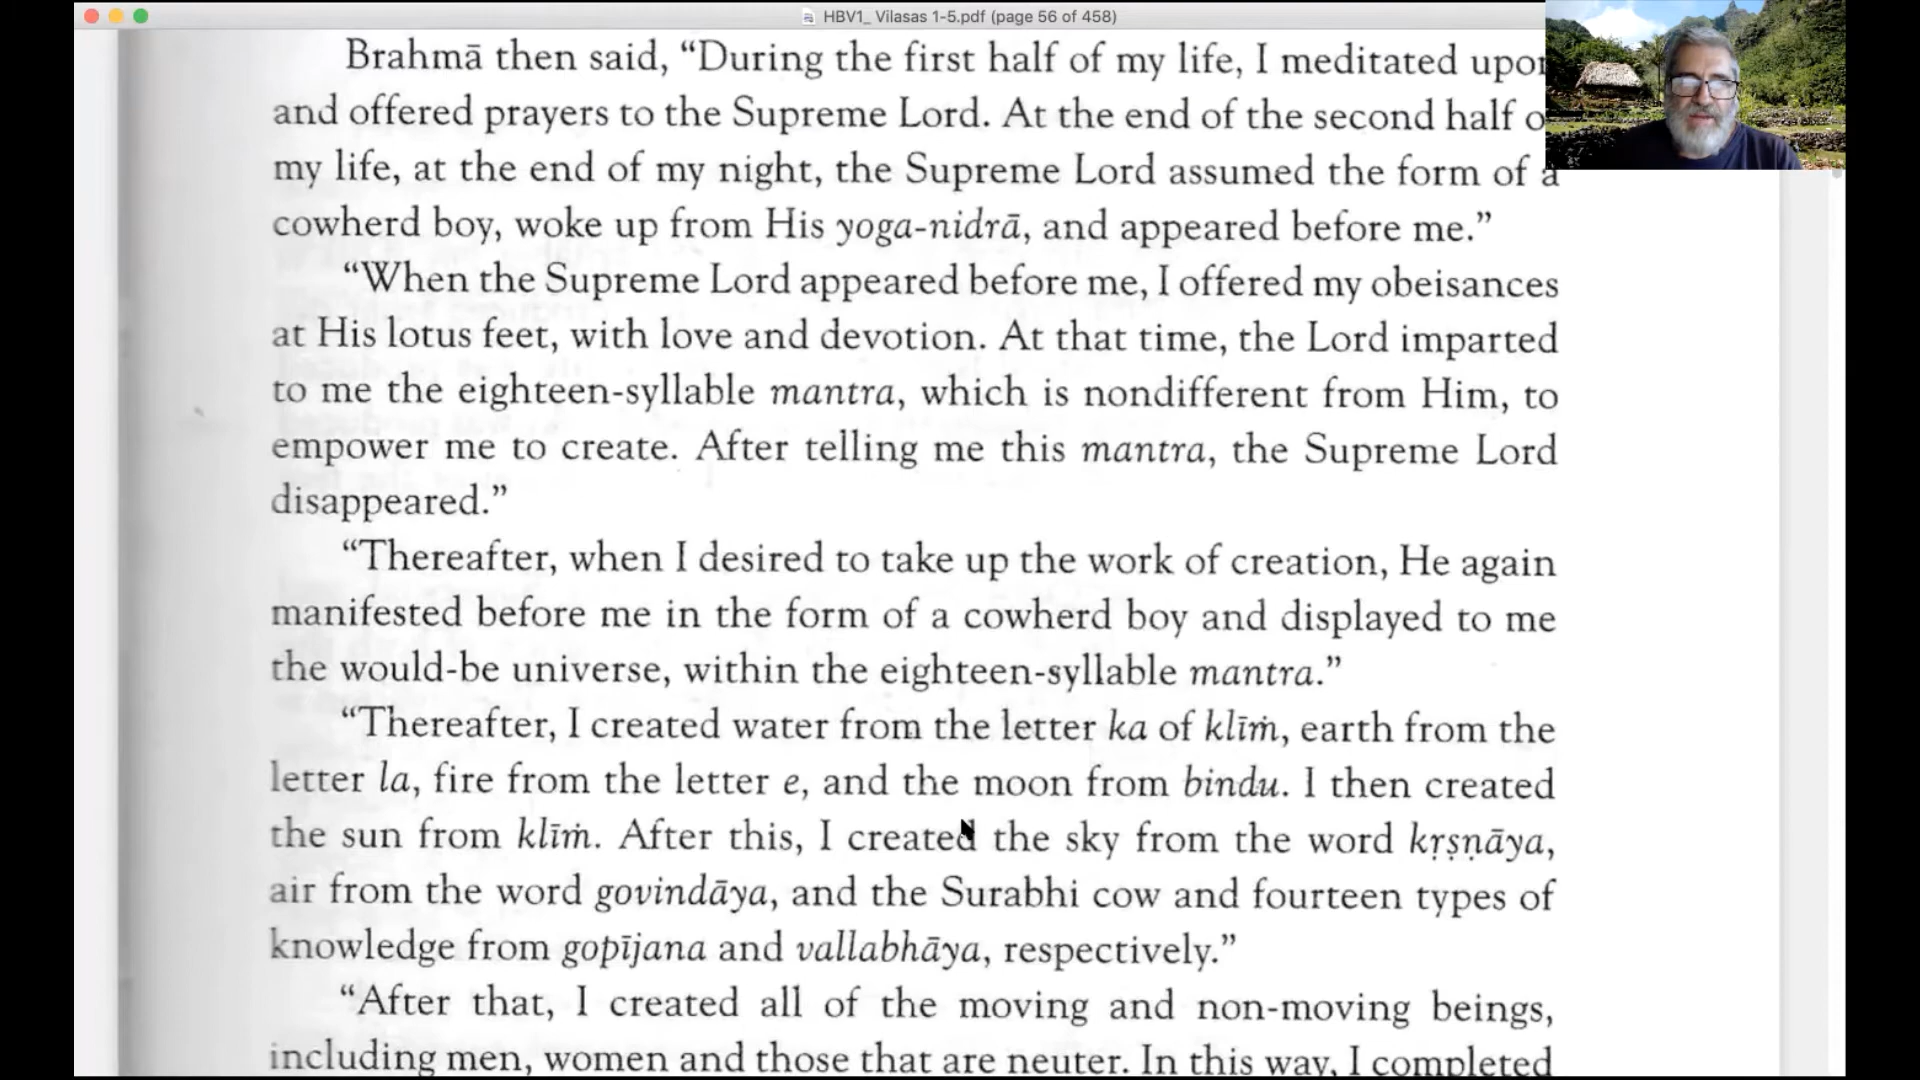 HBV1_ Vilasas 1-5.pdf (page 56 of 458)
Brahmā then said, “During the first half of my life, I meditated upon
and offered prayers to the Supreme Lord. At the end of the second half o
my life, at the end of my night, the Supreme Lord assumed the form of a
cowherd boy, woke up from His yoga-nidrā, and appeared before me.”
“When the Supreme Lord appeared before me, I offered my obeisances
at His lotus feet, with love and devotion. At that time, the Lord imparted
to me the eighteen-syllable mantra, which is nondifferent from Him, to
empower me to create. After telling me this mantra, the Supreme Lord
disappeared.”
“Thereafter, when I desired to take up the work of creation, He again
manifested before me in the form of a cowherd boy and displayed to me
the would-be universe, within the eighteen-syllable mantra.”
“Thereafter, I created water from the letter ka of klīṁ, earth from the
letter la, fire from the letter e, and the moon from bindu. I then created
the sun from klīṁ. After this, I created the sky from the word kṛṣṇāya,
air from the word govindāya, and the Surabhi cow and fourteen types of
knowledge from gopījana and vallabhāya, respectively.”
“After that, I created all of the moving and non-moving beings,
including men, women and those that are neuter. In this way, I completed